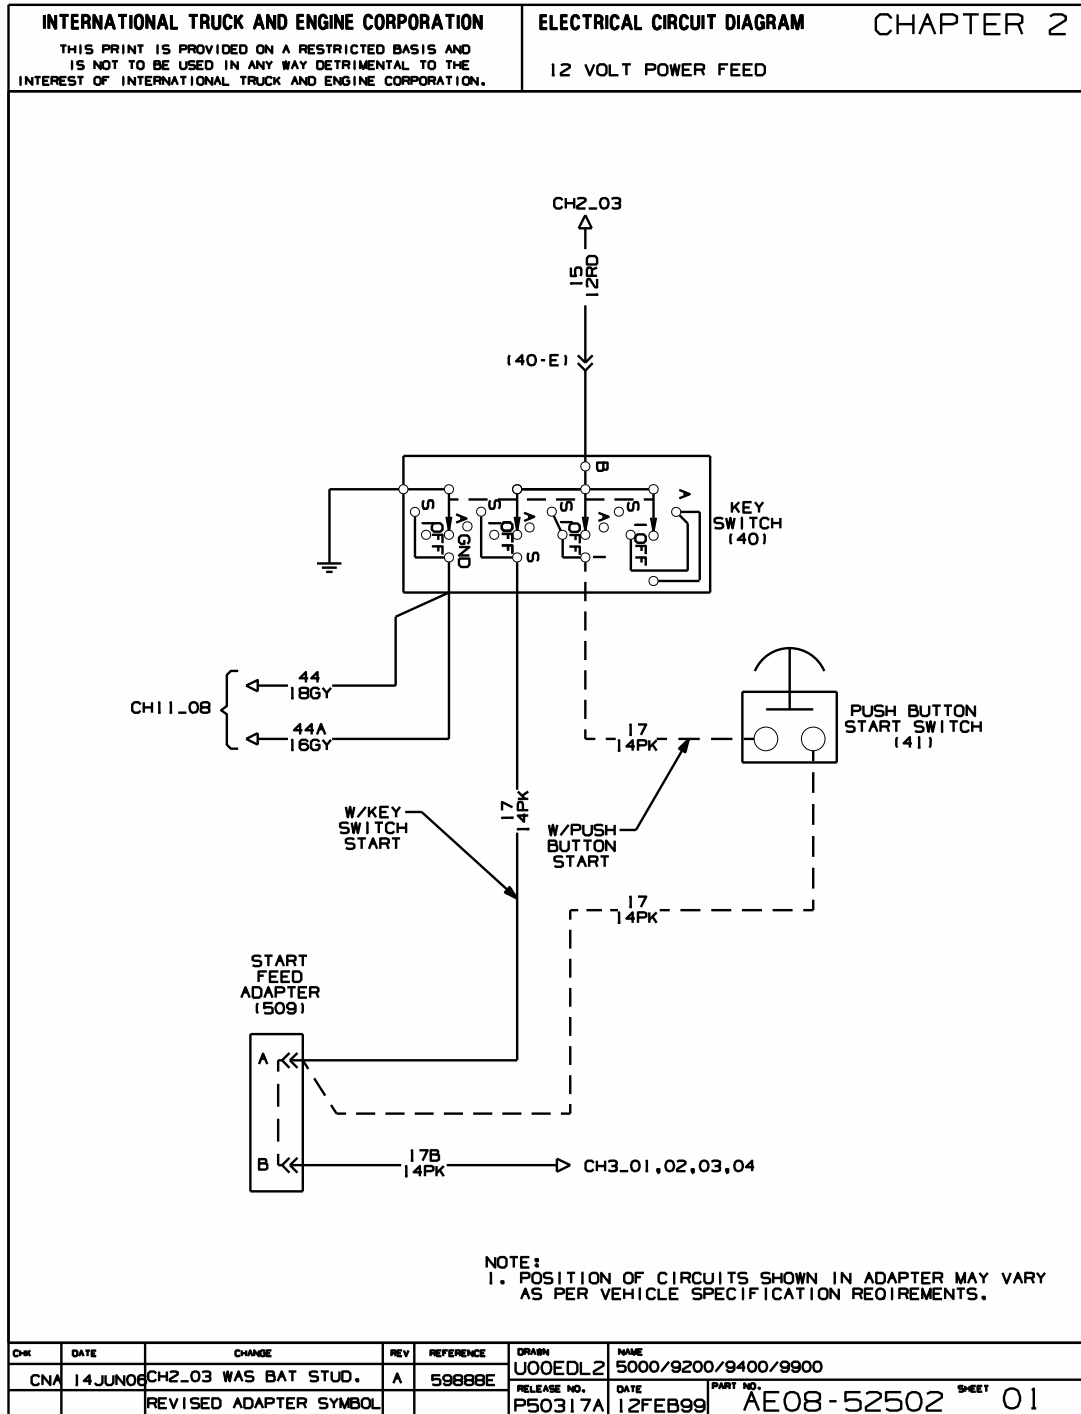 INTERNATIONAL TRUCK AND ENGINE CORPORATION
THIS PRINT IS PROVIDED ON A RESTRICTED BASIS AND
IS NOT TO BE USED IN ANY WAY DETRIMENTAL TO THE
INTEREST OF INTERNATIONAL TRUCK AND ENGINE CORPORATION.
ELECTRICAL CIRCUIT DIAGRAM
CHAPTER 2
12 VOLT POWER FEED
CH2_03
15
12RD
(40-E)
B
S
I
OFF
A
GND
S
I
OFF
A
S
S
I
OFF
A
I
S
I
OFF
A
KEY
SWITCH
(40)
44
18GY
CH11_08
44A
16GY
17
14PK
PUSH BUTTON
START SWITCH
(41)
W/KEY
SWITCH
START
17
14PK
W/PUSH
BUTTON
START
17
14PK
START
FEED
ADAPTER
(509)
A
B
17B
14PK
CH3_01,02,03,04
NOTE:
1. POSITION OF CIRCUITS SHOWN IN ADAPTER MAY VARY
AS PER VEHICLE SPECIFICATION REQIREMENTS.
CHK DATE CHANGE REV REFERENCE
CNA 14JUN06 CH2_03 WAS BAT STUD. A 59888E
REVISED ADAPTER SYMBOL
DRAWN
U00EDL2
NAME
5000/9200/9400/9900
RELEASE NO.
P50317A
DATE
12FEB99
PART NO.
AE08-52502
SHEET
01